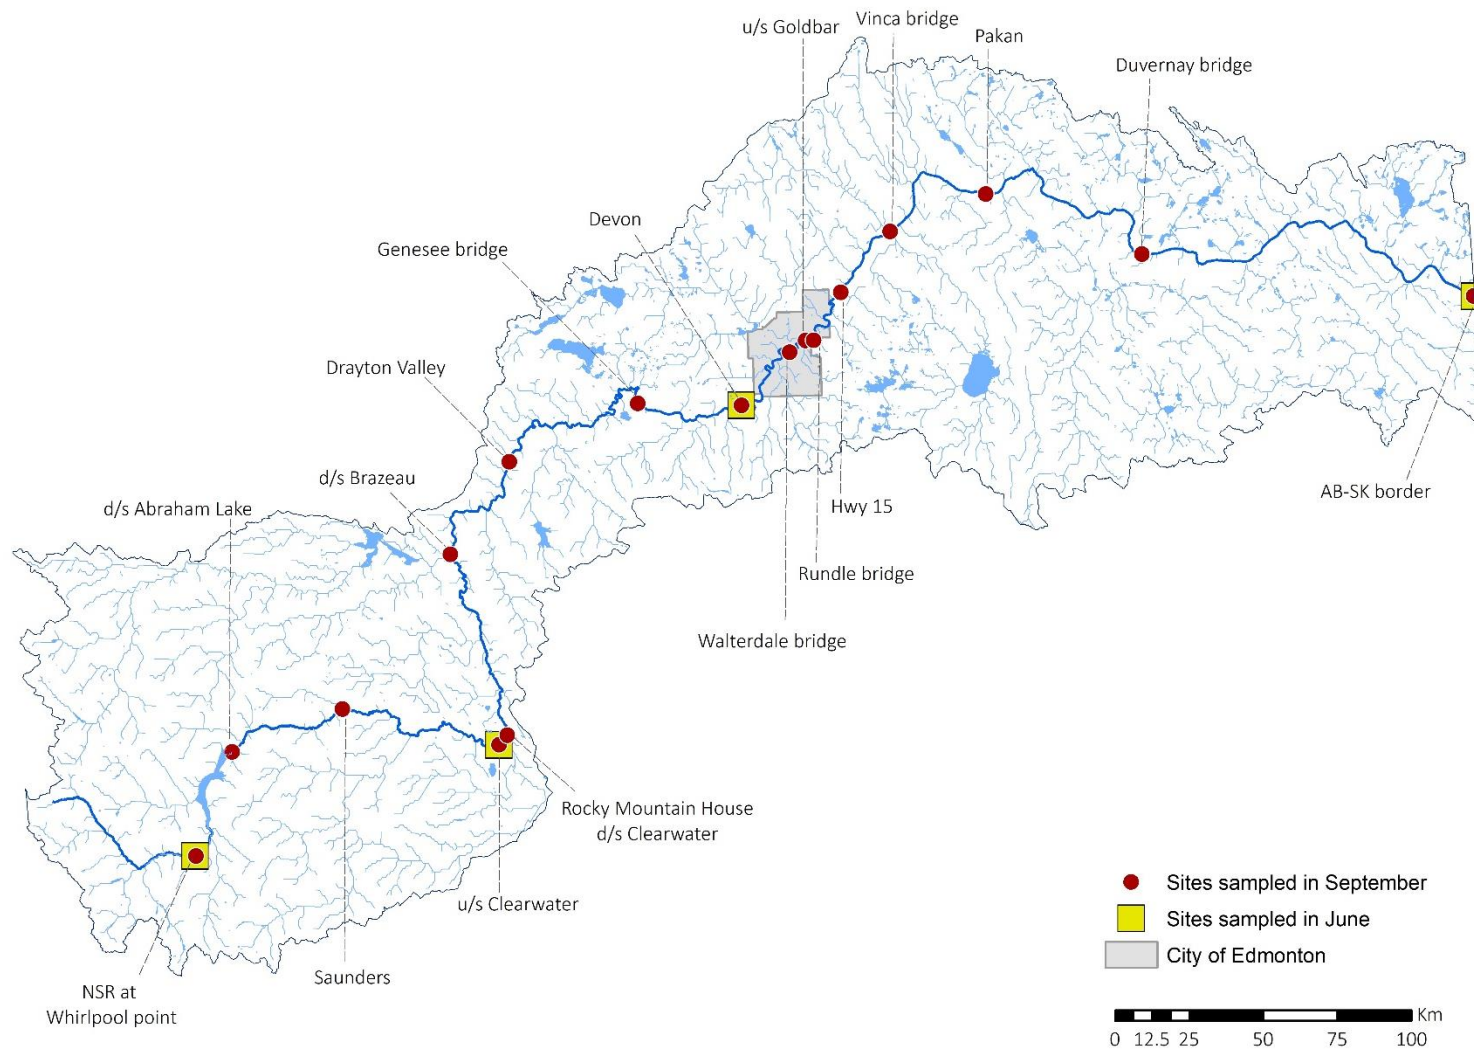 u/s Goldbar
Vinca bridge
Pakan
Duvernay bridge
Devon
Genesee bridge
Drayton Valley
d/s Brazeau
d/s Abraham Lake
AB-SK border
Hwy 15
Rundle bridge
Walterdale bridge
Rocky Mountain House
d/s Clearwater
u/s Clearwater
Saunders
NSR at
Whirlpool point
Sites sampled in September
Sites sampled in June
City of Edmonton
Km
0 12.5 25 50 75 100